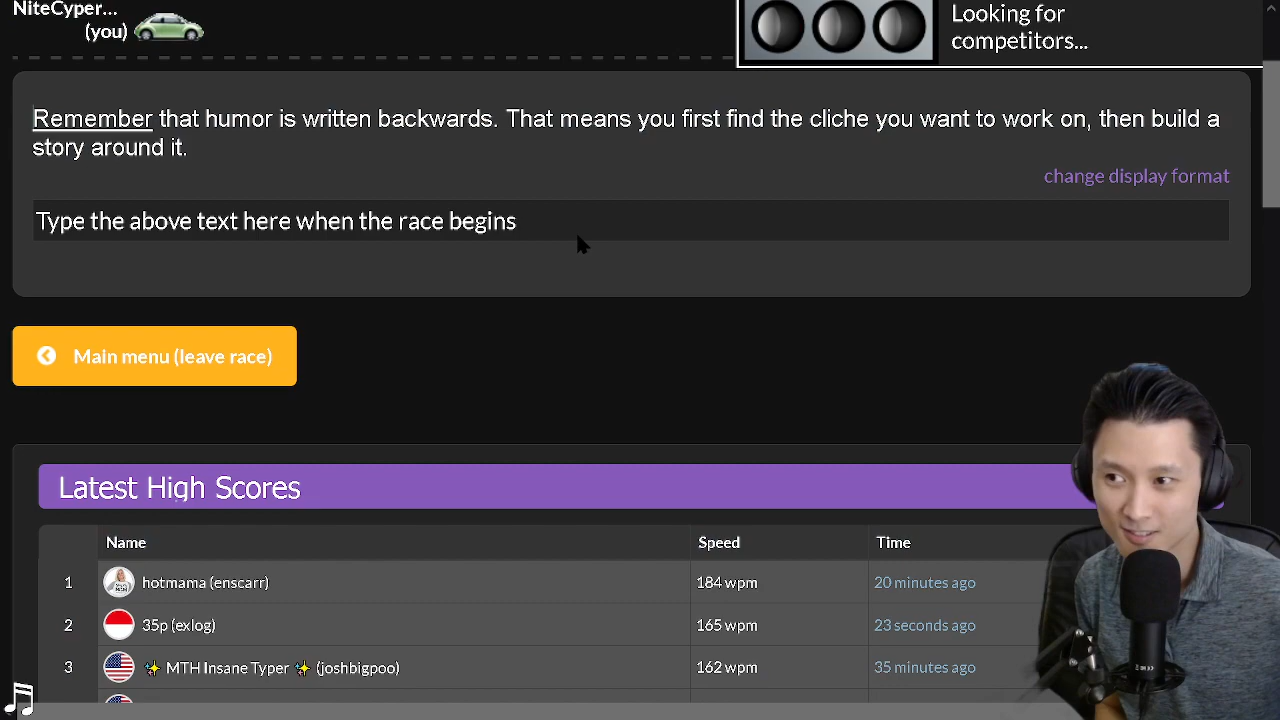 NiteCyper...
(you)
Looking for
competitors...
Remember that humor is written backwards. That means you first find the cliche you want to work on, then build a
story around it.
change display format
Type the above text here when the race begins
Main menu (leave race)
Latest High Scores
Name Speed Time
1 hotmama (enscarr) 184 wpm 20 minutes ago
2 35p (exlog) 165 wpm 23 seconds ago
3 ✨ MTH Insane Typer ✨ (joshbigpoo) 162 wpm 35 minutes ago